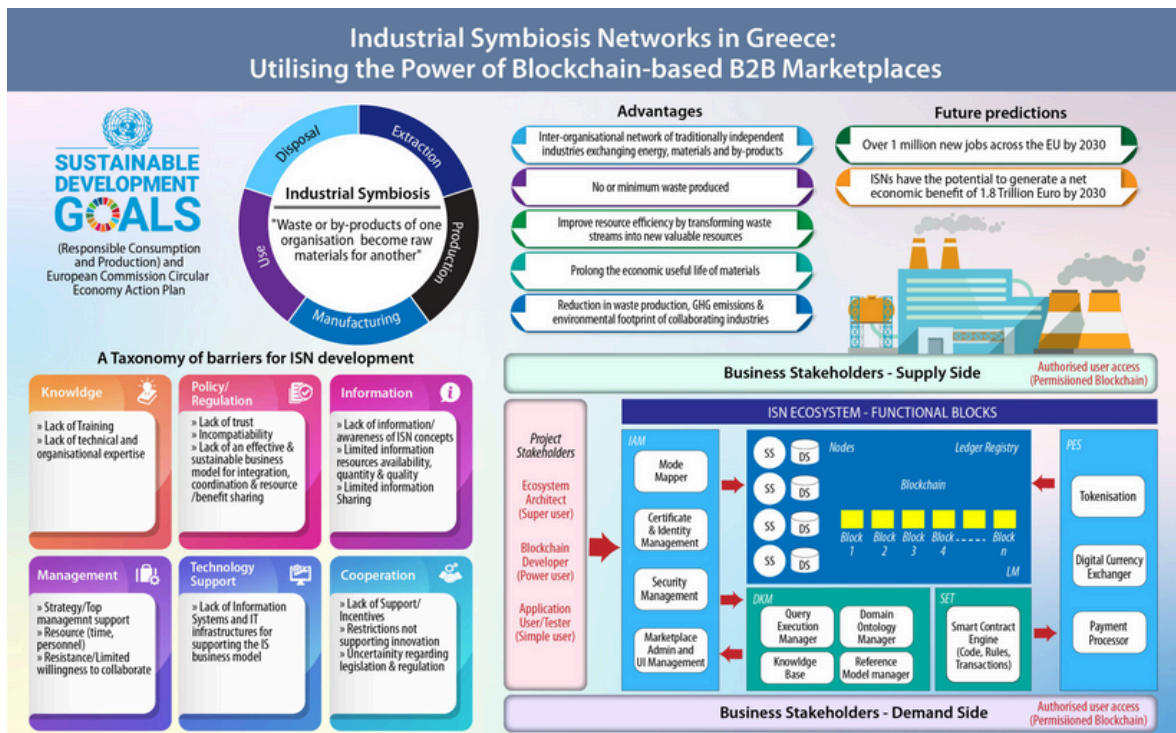 Industrial Symbiosis Networks in Greece:
Utilising the Power of Blockchain-based B2B Marketplaces
SUSTAINABLE
DEVELOPMENT
GOALS
(Responsible Consumption
and Production) and
European Commission Circular
Economy Action Plan
Disposal
Extraction
Production
Manufacturing
Use
Industrial Symbiosis
"Waste or by-products of one
organisation become raw
materials for another"
Advantages
Inter-organisational network of traditionally independent
industries exchanging energy, materials and by-products
No or minimum waste produced
Improve resource efficiency by transforming waste
streams into new valuable resources
Prolong the economic useful life of materials
Reduction in waste production, GHG emissions &
environmental footprint of collaborating industries
Future predictions
Over 1 million new jobs across the EU by 2030
ISNs have the potential to generate a net
economic benefit of 1.8 Trillion Euro by 2030
A Taxonomy of barriers for ISN development
Knowldge
» Lack of Training
» Lack of technical and
organisational expertise
Policy/
Regulation
» Lack of trust
» Incompatiability
» Lack of an effective &
sustainable business
model for integration,
coordination & resource
/benefit sharing
Information
» Lack of information/
awareness of ISN concepts
» Limited information
resources availability,
quantity & quality
» Limited information
Sharing
Management
» Strategy/Top
managemnt support
» Resource (time,
personnel)
» Resistance/Limited
willingness to collaborate
Technology
Support
» Lack of Information
Systems and IT
infrastructures for
supporting the IS
business model
Cooperation
» Lack of Support/
Incentives
» Restrictions not
supporting innovation
» Uncertainty regarding
legislation & regulation
Business Stakeholders - Supply Side
Authorised user access
(Permisiioned Blockchain)
Project
Stakeholders
Ecosystem
Architect
(Super user)
Blockchain
Developer
(Power user)
Application
User/Tester
(Simple user)
ISN ECOSYSTEM - FUNCTIONAL BLOCKS
IAM
Mode
Mapper
Certificate
& Identity
Management
Security
Management
Marketplace
Admin and
UI Management
SS
DS
SS
DS
SS
DS
SS
DS
Nodes
Ledger Registry
Blockchain
Block
1
Block
2
Block
3
Block
4
Block
n
LM
DKM
Query
Execution
Manager
Domain
Ontology
Manager
Knowldge
Base
Reference
Model manager
SET
Smart Contract
Engine
(Code, Rules,
Transactions)
PES
Tokenisation
Digital Currency
Exchanger
Payment
Processor
Business Stakeholders - Demand Side
Authorised user access
(Permisiioned Blockchain)